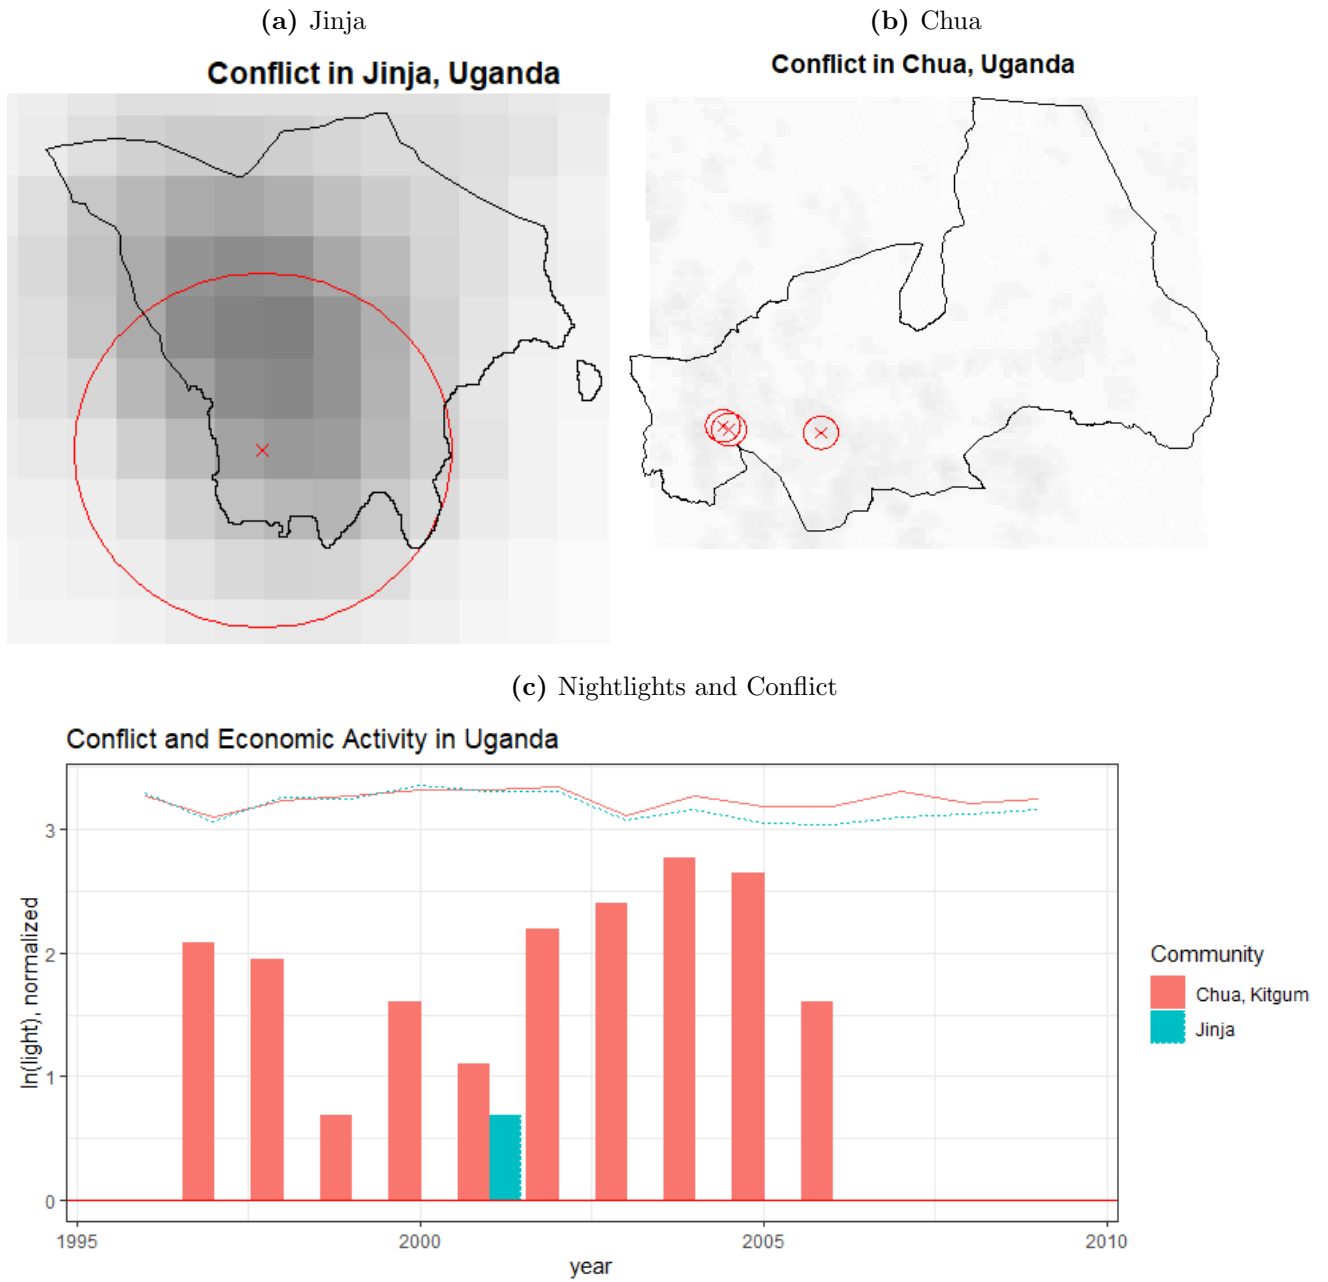 (a) Jinja
Conflict in Jinja, Uganda
(b) Chua
Conflict in Chua, Uganda
(c) Nightlights and Conflict
Conflict and Economic Activity in Uganda
ln(light), normalized
3
2
1
0
1995
2000
2005
2010
year
Community
Chua, Kitgum
Jinja